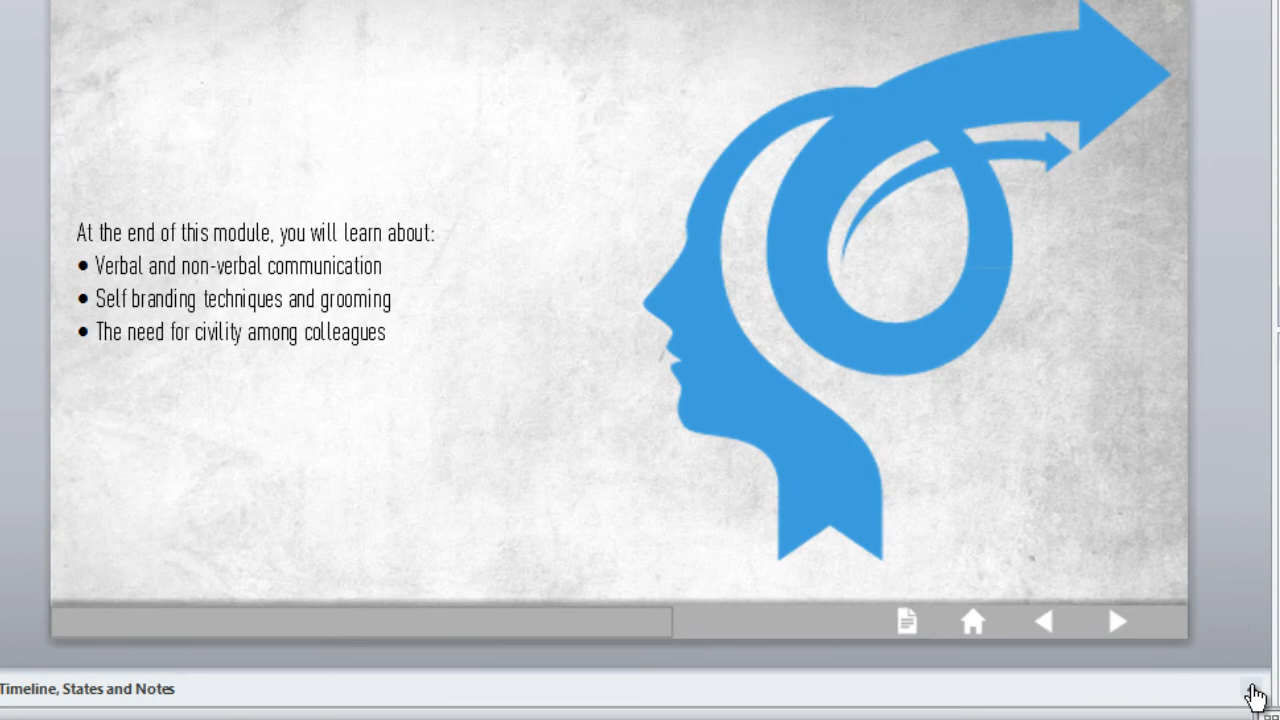 At the end of this module, you will learn about:
• Verbal and non-verbal communication
• Self branding techniques and grooming
• The need for civility among colleagues
Timeline, States and Notes